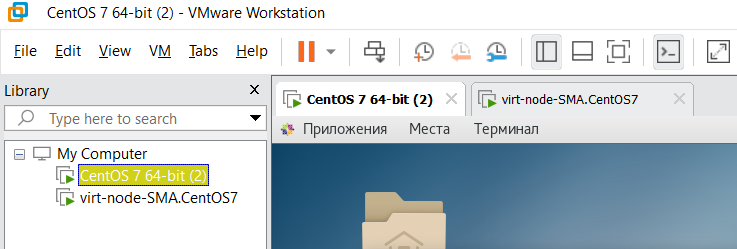 CentOS 7 64-bit (2) - VMware Workstation
File Edit View VM Tabs Help
Library
Type here to search
My Computer
CentOS 7 64-bit (2)
virt-node-SMA.CentOS7
CentOS 7 64-bit (2) virt-node-SMA.CentOS7
Приложения Места Терминал